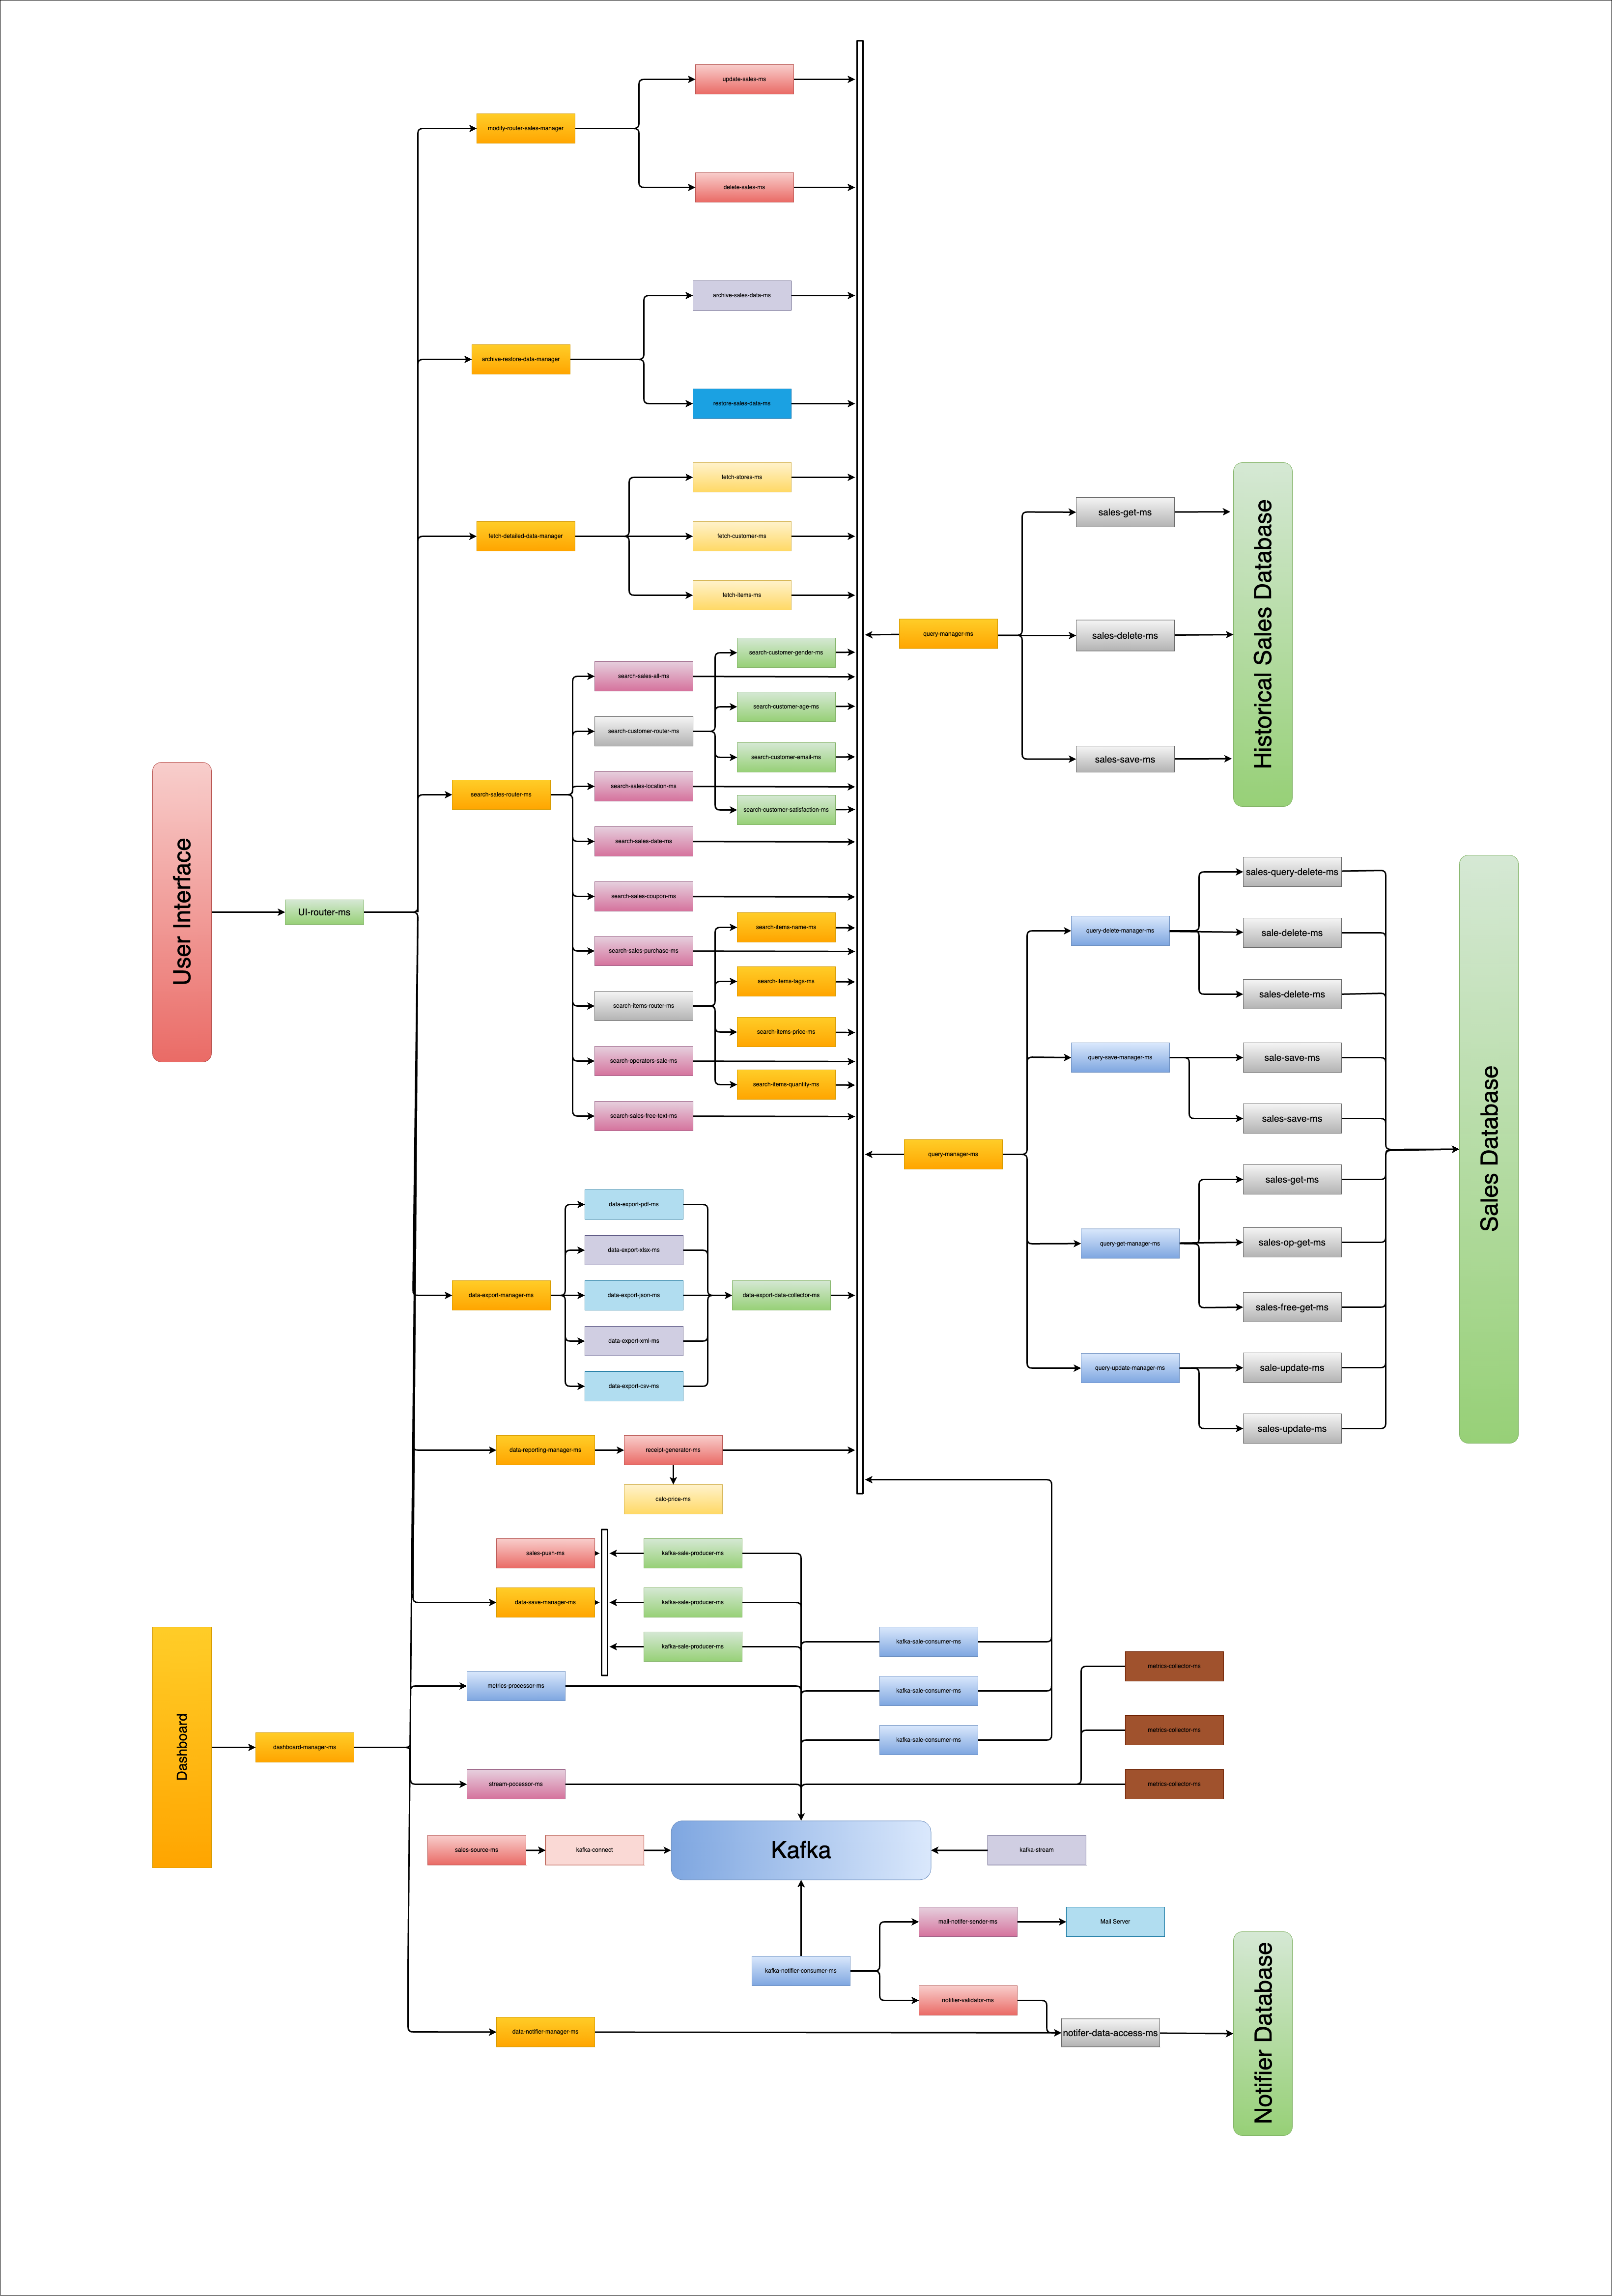 update-sales-ms
modify-router-sales-manager
delete-sales-ms
archive-sales-data-ms
archive-restore-data-manager
restore-sales-data-ms
fetch-stores-ms
fetch-detailed-data-manager
fetch-customer-ms
fetch-items-ms
search-customer-gender-ms
search-sales-all-ms
search-customer-age-ms
search-customer-router-ms
search-customer-email-ms
search-sales-location-ms
search-sales-router-ms
search-customer-satisfaction-ms
search-sales-date-ms
search-sales-coupon-ms
search-items-name-ms
search-sales-purchase-ms
search-items-tags-ms
search-items-router-ms
search-items-price-ms
search-operators-sale-ms
search-items-quantity-ms
search-sales-free-text-ms
User Interface
UI-router-ms
query-manager-ms
sales-get-ms
sales-delete-ms
sales-save-ms
Historical Sales Database
query-manager-ms
query-delete-manager-ms
sales-query-delete-ms
sale-delete-ms
sales-delete-ms
query-save-manager-ms
sale-save-ms
sales-save-ms
query-get-manager-ms
sales-get-ms
sales-op-get-ms
sales-free-get-ms
query-update-manager-ms
sale-update-ms
sales-update-ms
Sales Database
data-export-pdf-ms
data-export-xlsx-ms
data-export-manager-ms
data-export-json-ms
data-export-data-collector-ms
data-export-xml-ms
data-export-csv-ms
data-reporting-manager-ms
receipt-generator-ms
calc-price-ms
sales-push-ms
kafka-sale-producer-ms
data-save-manager-ms
kafka-sale-producer-ms
kafka-sale-producer-ms
kafka-sale-consumer-ms
kafka-sale-consumer-ms
kafka-sale-consumer-ms
metrics-collector-ms
metrics-collector-ms
metrics-collector-ms
metrics-processor-ms
Dashboard
dashboard-manager-ms
stream-pocessor-ms
sales-source-ms
kafka-connect
Kafka
kafka-stream
mail-notifer-sender-ms
Mail Server
kafka-notifier-consumer-ms
notifier-validator-ms
data-notifier-manager-ms
notifer-data-access-ms
Notifier Database